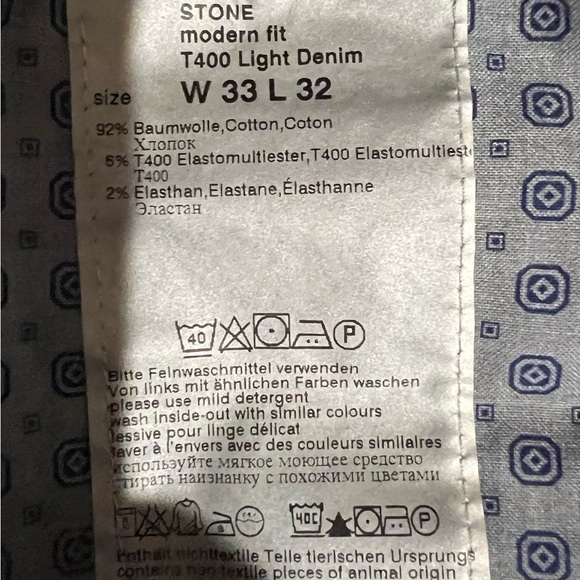 STONE
modern fit
T400 Light Denim
size W 33 L 32
92% Baumwolle,Cotton,Coton
Хлопок
6% T400 Elastomultiester,T400 Elastomultiest
T400
2% Elasthan,Elastane,Élasthanne
Эластан
40 P
Bitte Feinwaschmittel verwenden
Von links mit ähnlichen Farben waschen
please use mild detergent
wash inside-out with similar colours
lessive pour linge délicat
laver à l'envers avec des couleurs similaires
используйте мягкое моющее средство
стирать наизнанку с похожими цветами
40C P
Enthält nichttextile Teile tierischen Ursprungs
contains non textile pieces of animal origin